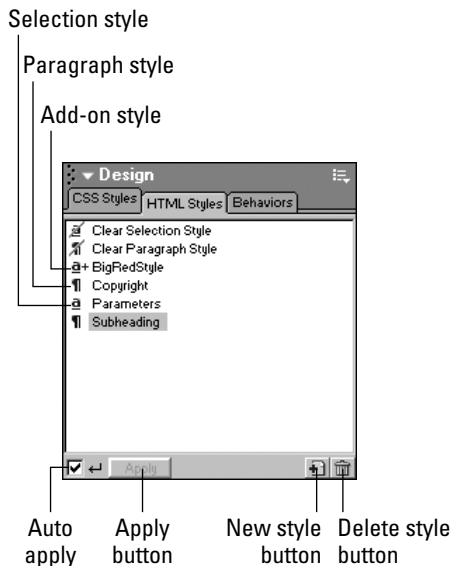 Selection style
Paragraph style
Add-on style
Design
CSS Styles HTML Styles Behaviors
a Clear Selection Style
¶ Clear Paragraph Style
a+ BigRedStyle
¶ Copyright
a Parameters
¶ Subheading
Apply
Auto apply
Apply button
New style button
Delete style button